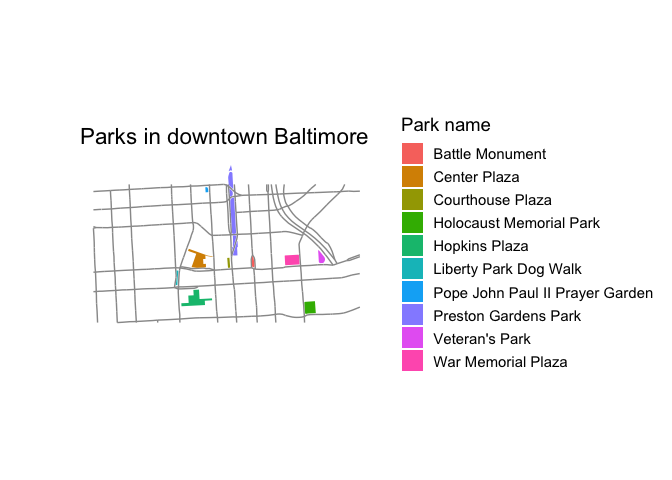 Parks in downtown Baltimore
Park name
Battle Monument
Center Plaza
Courthouse Plaza
Holocaust Memorial Park
Hopkins Plaza
Liberty Park Dog Walk
Pope John Paul II Prayer Garden
Preston Gardens Park
Veteran's Park
War Memorial Plaza